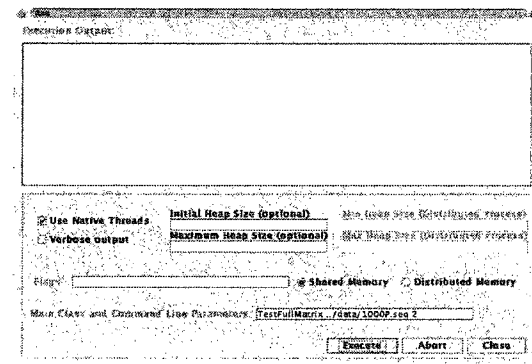 Execution Output:
Use Native Threads
Initial Heap Size (optional)
Min Heap Size (Distributed Process)
Verbose output
Maximum Heap Size (optional)
Max Heap Size (Distributed Process)
Flags
Shared Memory
Distributed Memory
Main Class and Command Line Parameters
TestFullMatrix ../data/1000P.seq 2
Execute
Abort
Close